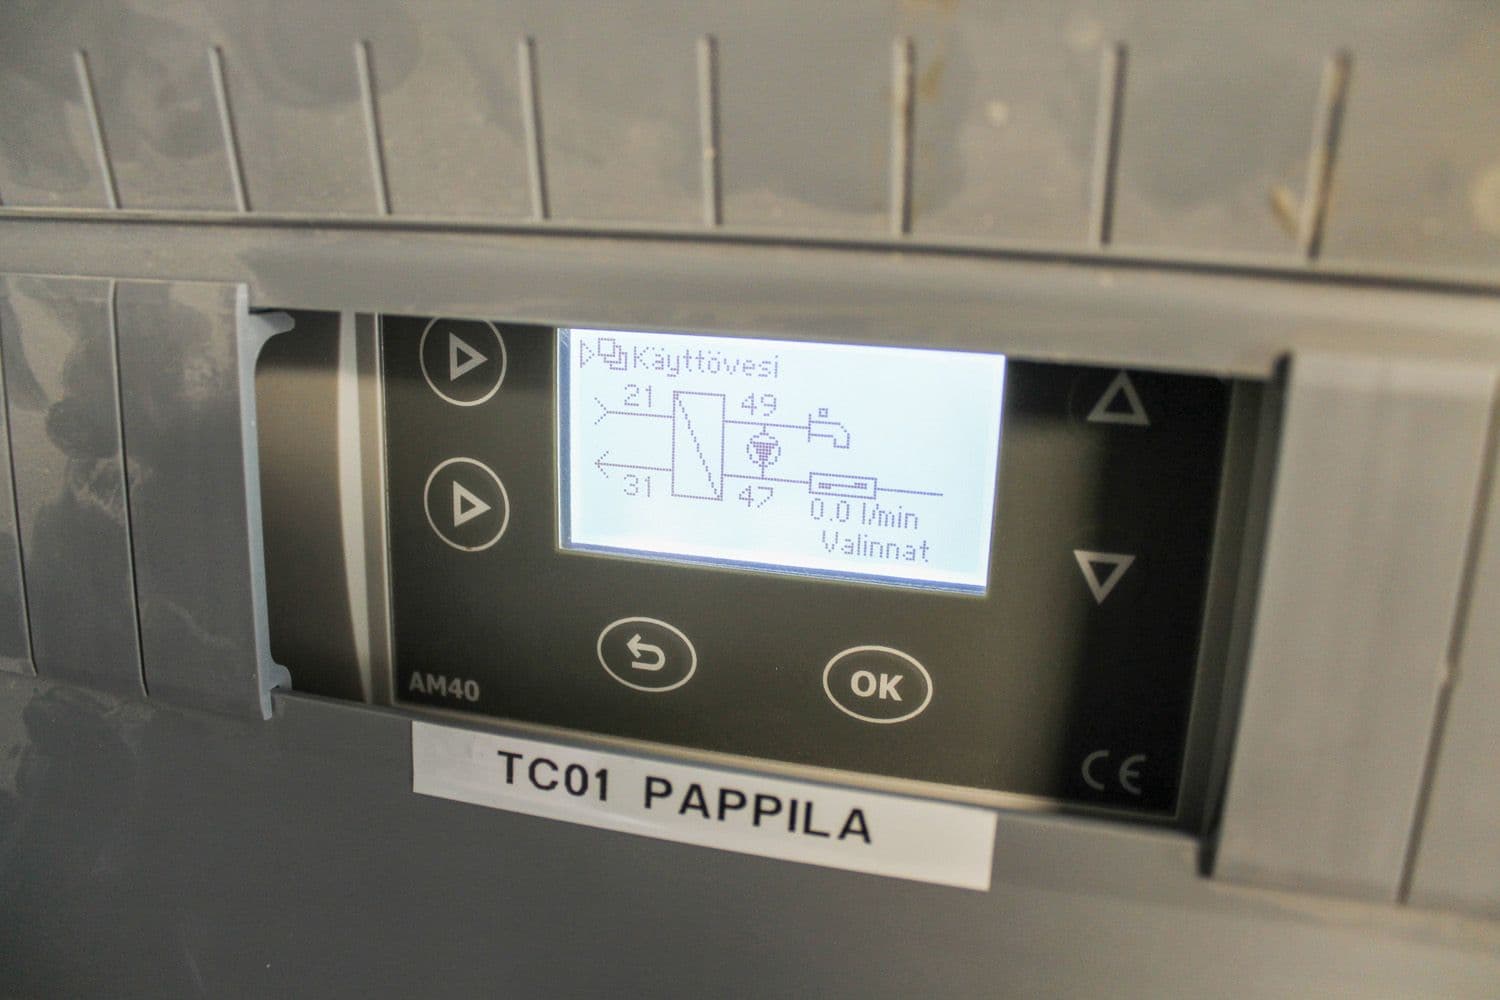 Käyttövesi
21 49
31 47
0.0 l/min
Valinnat
OK
AM40
CE
TC01 PAPPILA